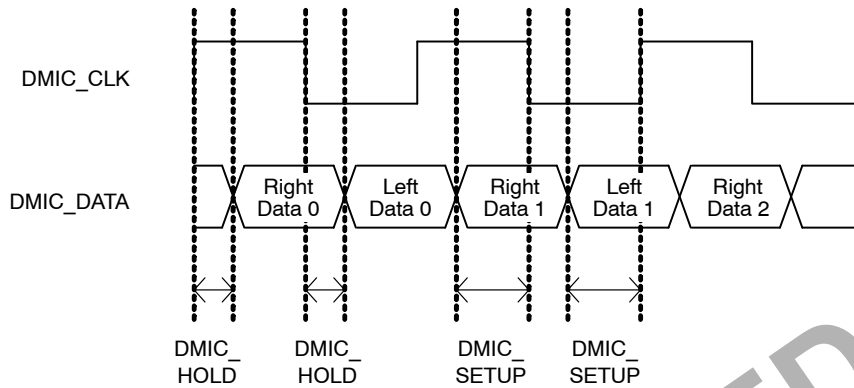 DMIC_CLK
DMIC_DATA
Right
Data 0
Left
Data 0
Right
Data 1
Left
Data 1
Right
Data 2
DMIC_
HOLD
DMIC_
HOLD
DMIC_
SETUP
DMIC_
SETUP